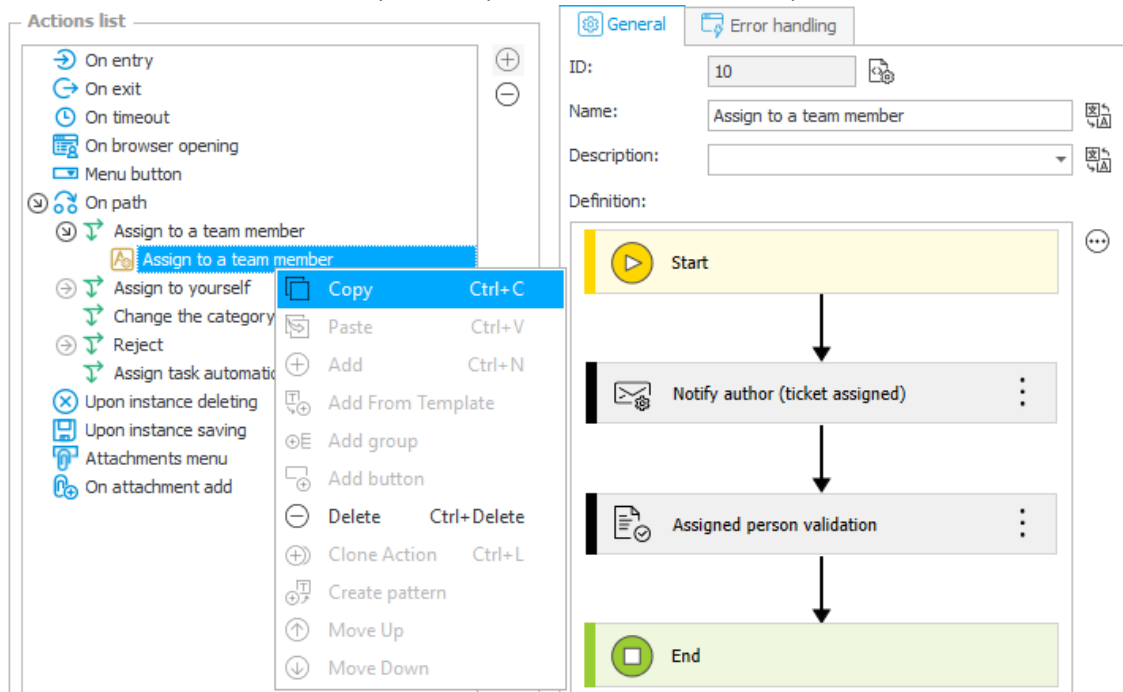 Actions list
On entry
On exit
On timeout
On browser opening
Menu button
On path
Assign to a team member
Assign to a team member
Assign to yourself
Change the category
Reject
Assign task automatic
Upon instance deleting
Upon instance saving
Attachments menu
On attachment add
Copy Ctrl+C
Paste Ctrl+V
Add Ctrl+N
Add From Template
Add group
Add button
Delete Ctrl+Delete
Clone Action Ctrl+L
Create pattern
Move Up
Move Down
General
Error handling
ID: 10
Name: Assign to a team member
Description:
Definition:
Start
Notify author (ticket assigned)
Assigned person validation
End